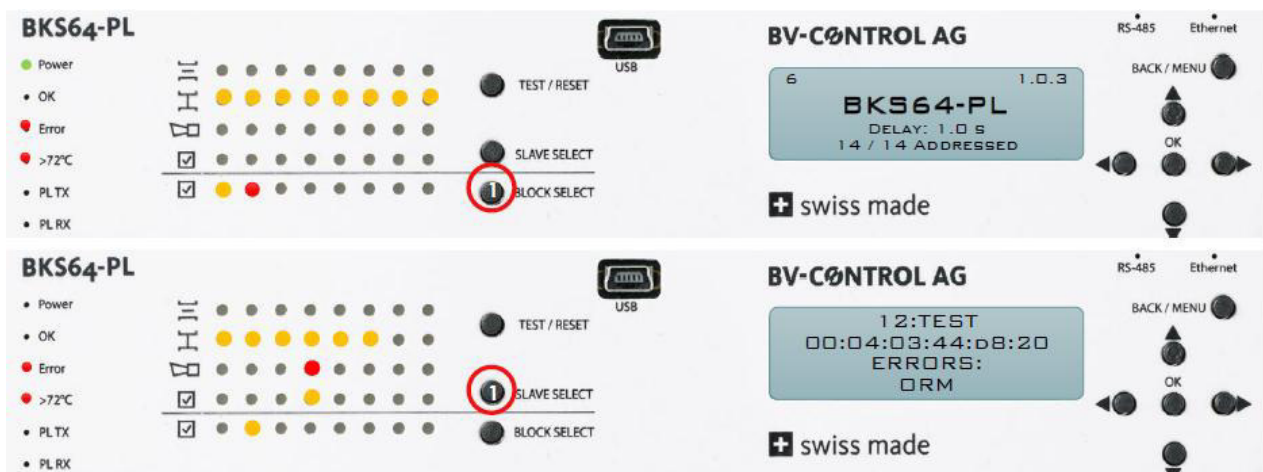 BKS64-PL
Power
OK
Error
>72°C
PL TX
PL RX
USB
TEST / RESET
SLAVE SELECT
1 BLOCK SELECT
BV-CØNTROL AG
6 1.0.3
BKS64-PL
DELAY: 1.0 S
14 / 14 ADDRESSED
swiss made
RS-485 Ethernet
BACK / MENU
OK
BKS64-PL
Power
OK
Error
>72°C
PL TX
PL RX
USB
TEST / RESET
1 SLAVE SELECT
BLOCK SELECT
BV-CØNTROL AG
12:TEST
00:04:03:44:D8:20
ERRORS:
ORM
swiss made
RS-485 Ethernet
BACK / MENU
OK